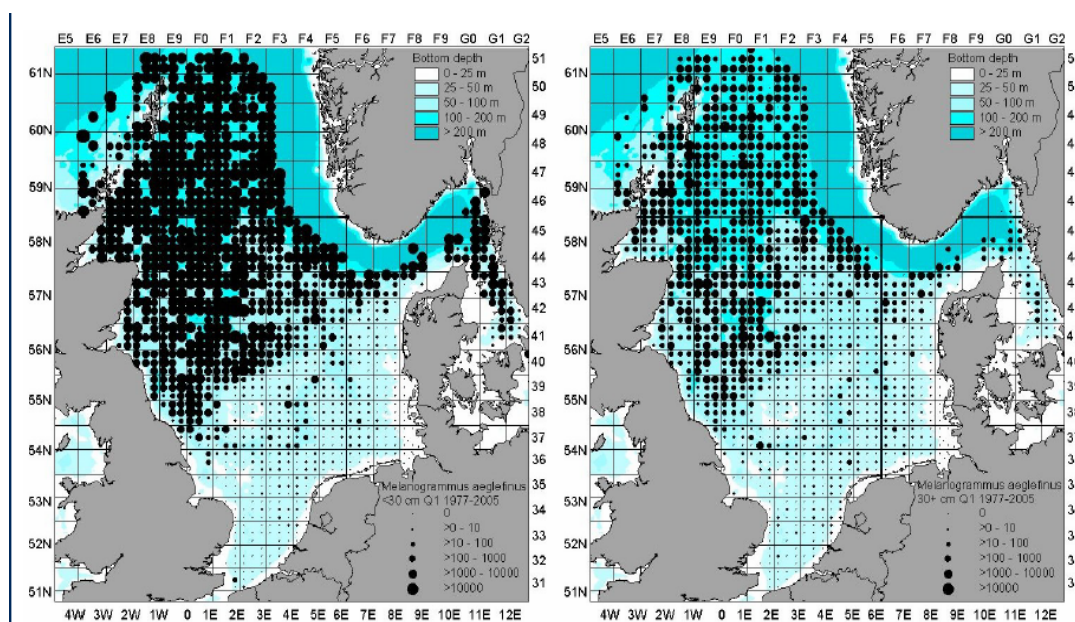 E5 E6 E7 E8 E9 F0 F1 F2 F3 F4 F5 F6 F7 F8 F9 G0 G1 G2
61N
60N
59N
58N
57N
56N
55N
54N
53N
52N
51N
Bottom depth
0 - 25 m
25 - 50 m
50 - 100 m
100 - 200 m
> 200 m
51
50
49
48
47
46
45
44
43
42
41
40
39
38
37
36
35
34
33
32
31
Melanogrammus aeglefinus
<30 cm Q1 1977-2005
0
>0 - 10
>10 - 100
>100 - 1000
>1000 - 10000
>10000
4W 3W 2W 1W 0 1E 2E 3E 4E 5E 6E 7E 8E 9E 10E 11E 12E
E5 E6 E7 E8 E9 F0 F1 F2 F3 F4 F5 F6 F7 F8 F9 G0 G1 G2
61N
60N
59N
58N
57N
56N
55N
54N
53N
52N
51N
Bottom depth
0 - 25 m
25 - 50 m
50 - 100 m
100 - 200 m
> 200 m
Melanogrammus aeglefinus
30+ cm Q1 1977-2005
0
>0 - 10
>10 - 100
>100 - 1000
>1000 - 10000
>10000
4W 3W 2W 1W 0 1E 2E 3E 4E 5E 6E 7E 8E 9E 10E 11E 12E